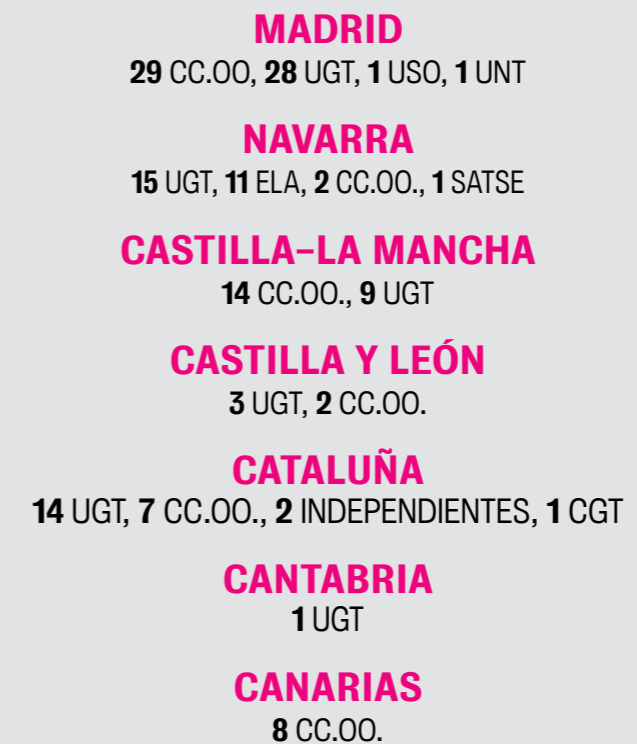 MADRID
29 CC.OO, 28 UGT, 1 USO, 1 UNT
NAVARRA
15 UGT, 11 ELA, 2 CC.OO., 1 SATSE
CASTILLA-LA MANCHA
14 CC.OO., 9 UGT
CASTILLA Y LEÓN
3 UGT, 2 CC.OO.
CATALUÑA
14 UGT, 7 CC.OO., 2 INDEPENDIENTES, 1 CGT
CANTABRIA
1 UGT
CANARIAS
8 CC.OO.